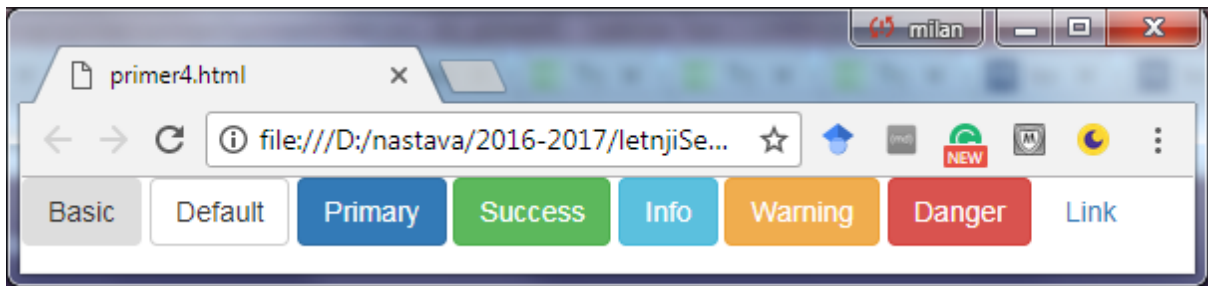 milan
primer4.html
file:///D:/nastava/2016-2017/letnjiSe...
NEW
Basic Default Primary Success Info Warning Danger Link